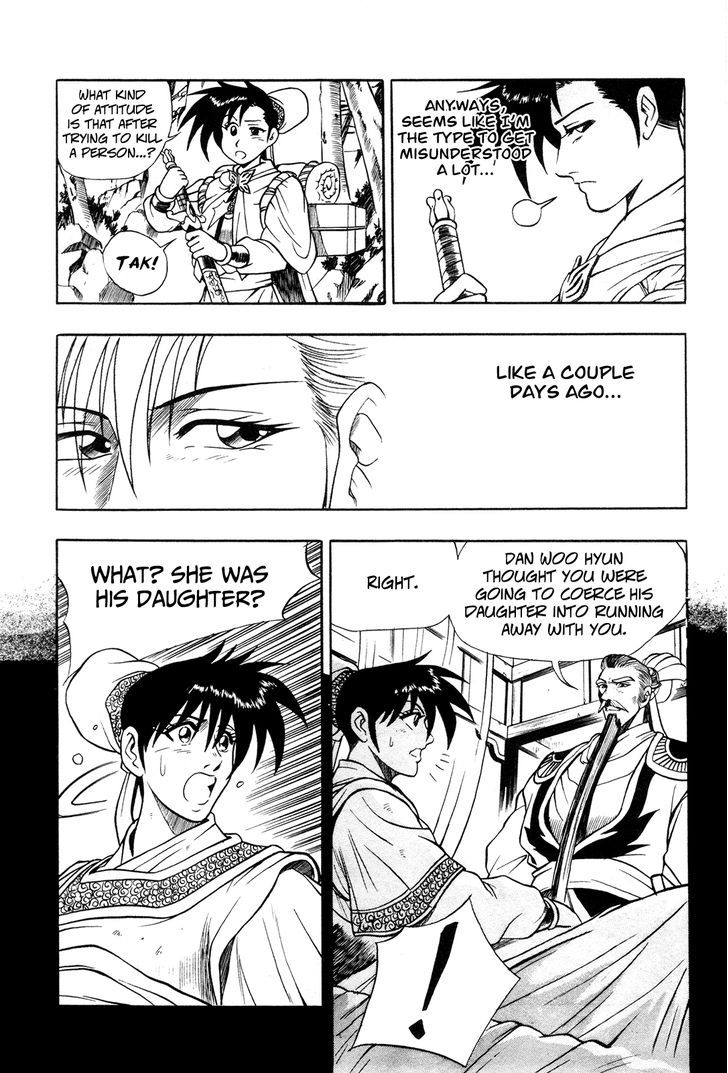 WHAT KIND
OF ATTITUDE
IS THAT AFTER
TRYING TO KILL
A PERSON...?
TAK!
ANYWAYS,
SEEMS LIKE I'M
THE TYPE TO GET
MISUNDERSTOOD
A LOT...
LIKE A COUPLE
DAYS AGO...
WHAT? SHE WAS
HIS DAUGHTER?
RIGHT.
DAN WOO HYUN
THOUGHT YOU WERE
GOING TO COERCE HIS
DAUGHTER INTO RUNNING
AWAY WITH YOU.
!